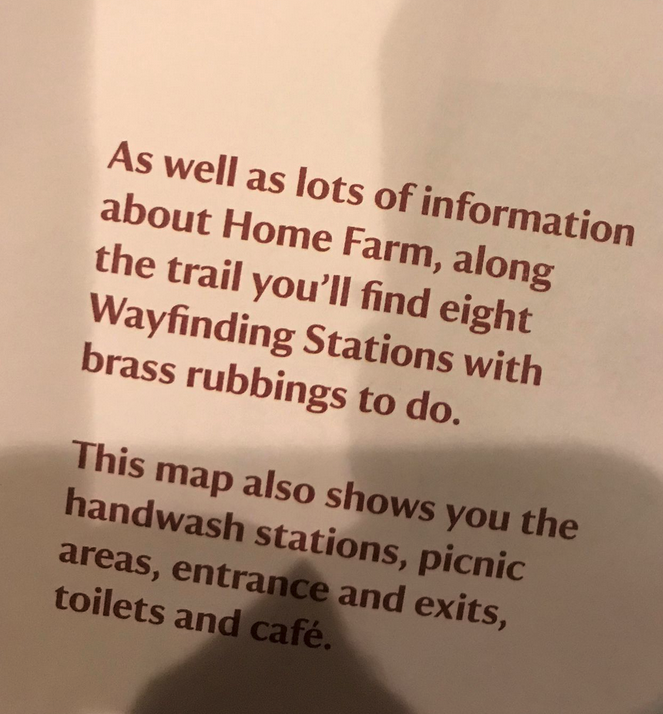 As well as lots of information
about Home Farm, along
the trail you’ll find eight
Wayfinding Stations with
brass rubbings to do.
This map also shows you the
handwash stations, picnic
areas, entrance and exits,
toilets and café.